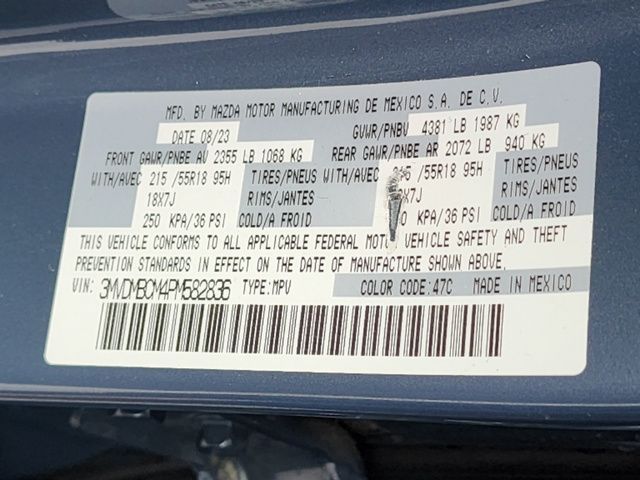 MFD. BY MAZDA MOTOR MANUFACTURING DE MEXICO S.A. DE C.V.
DATE 08/23 GVWR/PNBV 4381 LB 1987 KG
FRONT GAWR/PNBE AV 2355 LB 1068 KG REAR GAWR/PNBE AR 2072 LB 940 KG
WITH/AVEC 215 /55R18 95H TIRES/PNEUS WITH/AVEC 215 /55R18 95H TIRES/PNEUS
18X7J RIMS/JANTES 18X7J RIMS/JANTES
250 KPA/36 PSI COLD/A FROID KPA/36 PSI COLD/A FROID
THIS VEHICLE CONFORMS TO ALL APPLICABLE FEDERAL MOTOR VEHICLE SAFETY AND THEFT
PREVENTION STANDARDS IN EFFECT ON THE DATE OF MANUFACTURE SHOWN ABOVE.
VIN: 3MVDMBCM4PM582836 TYPE:MPV COLOR CODE:47C MADE IN MEXICO